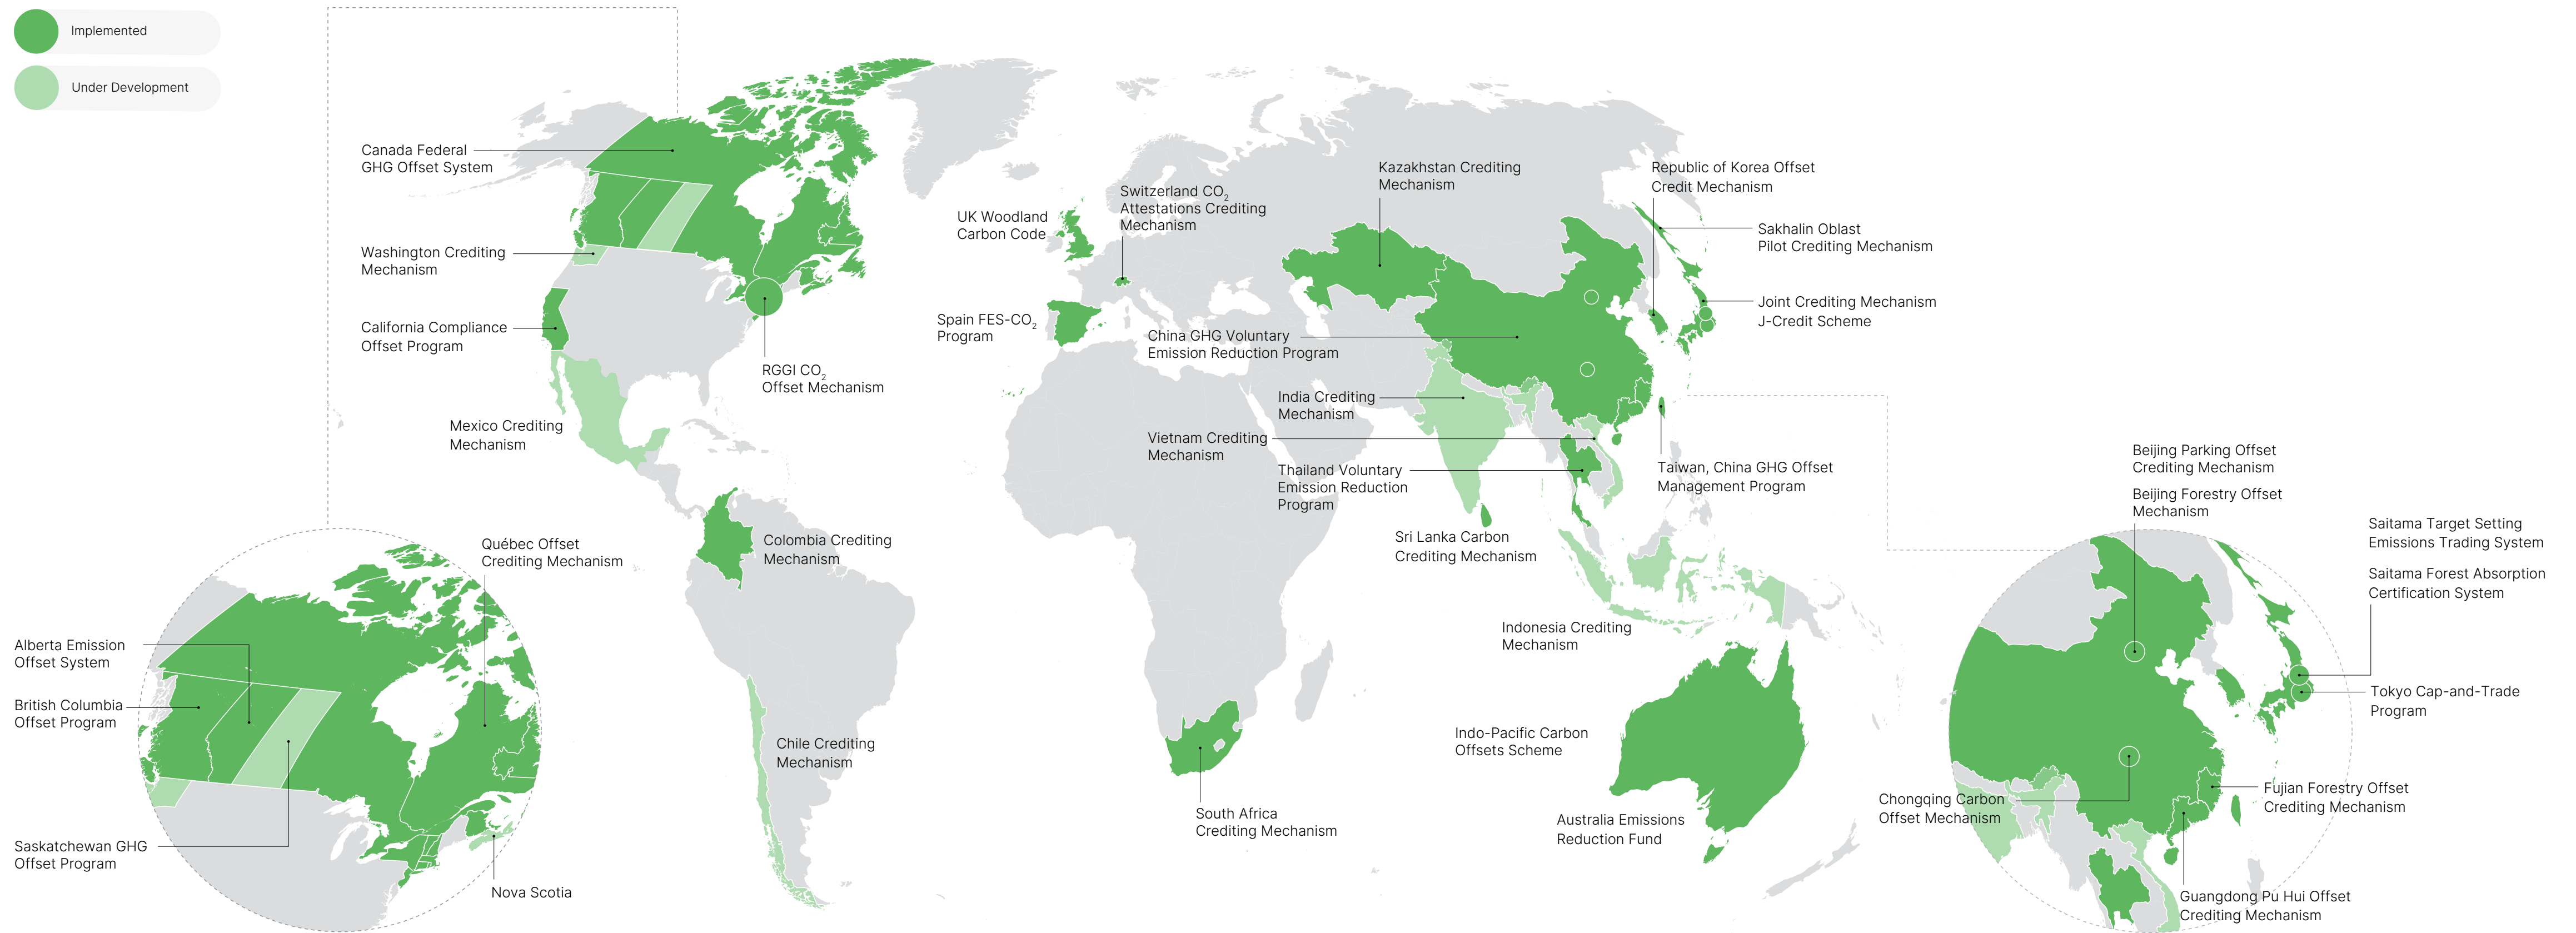 Implemented
Under Development
Canada Federal
GHG Offset System
Washington Crediting
Mechanism
California Compliance
Offset Program
Mexico Crediting
Mechanism
RGGI CO₂
Offset Mechanism
Colombia Crediting
Mechanism
Chile Crediting
Mechanism
Québec Offset
Crediting Mechanism
Alberta Emission
Offset System
British Columbia
Offset Program
Saskatchewan GHG
Offset Program
Nova Scotia
UK Woodland
Carbon Code
Switzerland CO₂
Attestations Crediting
Mechanism
Spain FES-CO₂
Program
Kazakhstan Crediting
Mechanism
Republic of Korea Offset
Credit Mechanism
Sakhalin Oblast
Pilot Crediting Mechanism
Joint Crediting Mechanism
J-Credit Scheme
China GHG Voluntary
Emission Reduction Program
India Crediting
Mechanism
Vietnam Crediting
Mechanism
Thailand Voluntary
Emission Reduction
Program
Taiwan, China GHG Offset
Management Program
Sri Lanka Carbon
Crediting Mechanism
Indonesia Crediting
Mechanism
Indo-Pacific Carbon
Offsets Scheme
Australia Emissions
Reduction Fund
South Africa
Crediting Mechanism
Beijing Parking Offset
Crediting Mechanism
Beijing Forestry Offset
Mechanism
Saitama Target Setting
Emissions Trading System
Saitama Forest Absorption
Certification System
Tokyo Cap-and-Trade
Program
Fujian Forestry Offset
Crediting Mechanism
Chongqing Carbon
Offset Mechanism
Guangdong Pu Hui Offset
Crediting Mechanism